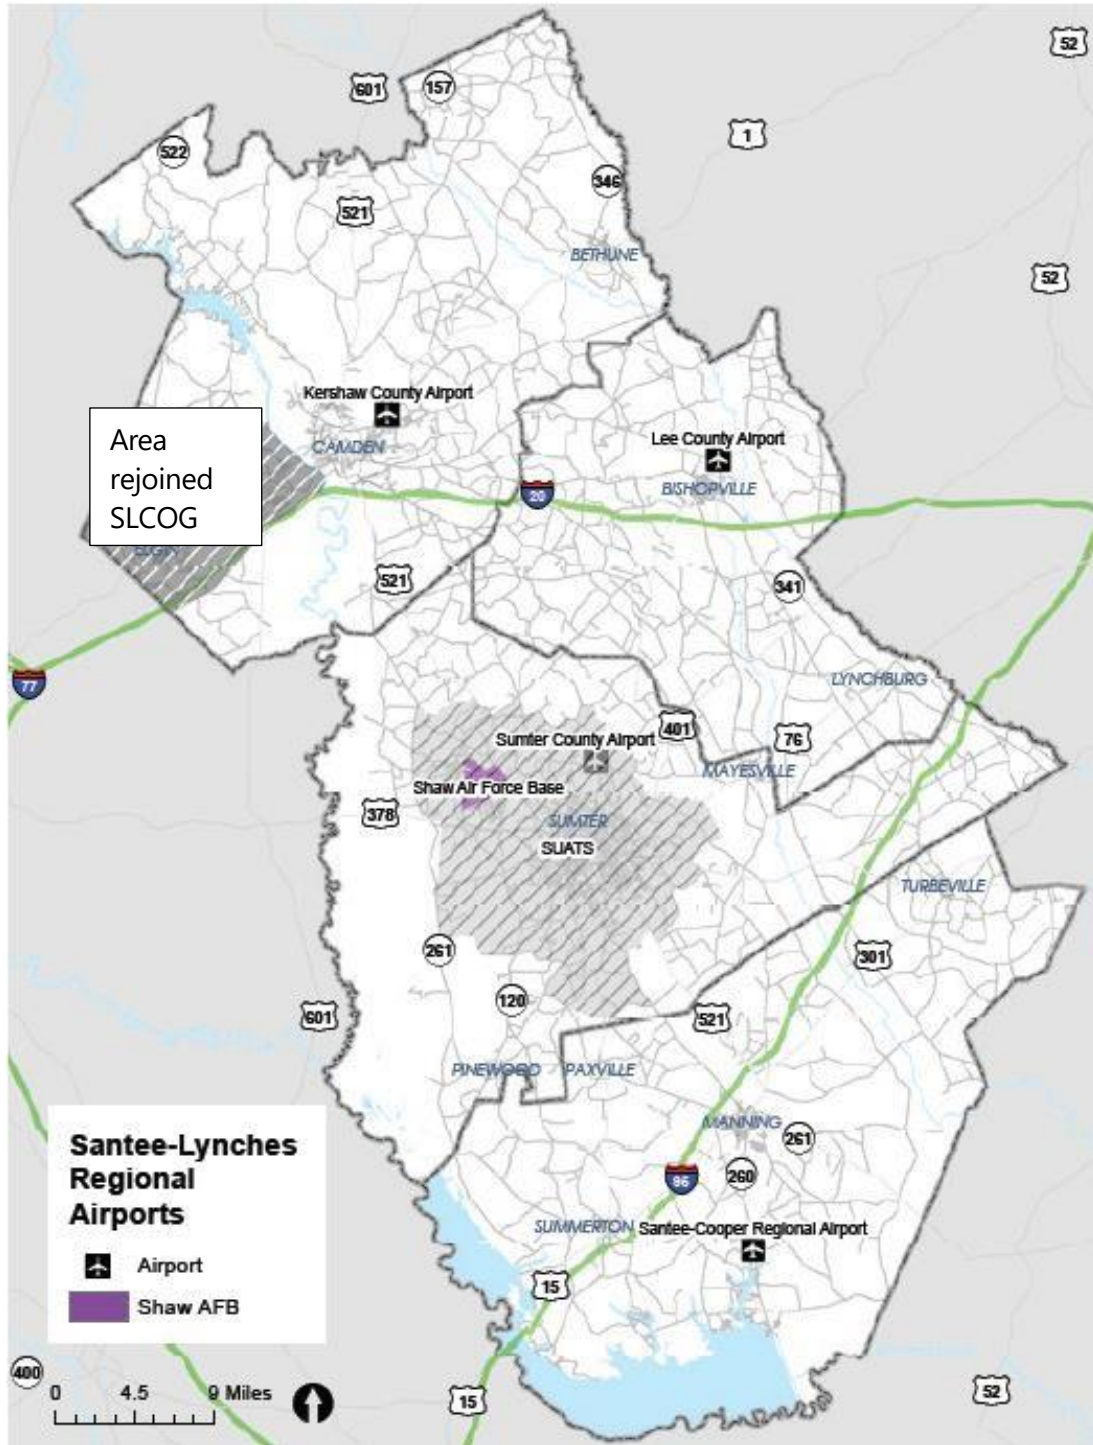 52
601
157
1
522
346
521
BETHUNE
52
Kershaw County Airport
Area
rejoined
SLCOG
CAMDEN
Lee County Airport
BISHOPVILLE
20
ELGIN
521
341
77
LYNCHBURG
401
76
Sumter County Airport
MAYESVILLE
Shaw Air Force Base
378
SUMTER
SUATS
TURBEVILLE
261
301
120
601
521
PINEWOOD
PAXVILLE
MANNING
261
260
Santee-Lynches
Regional
Airports
Airport
Shaw AFB
SUMMERTON
Santee-Cooper Regional Airport
15
400
0 4.5 9 Miles
15
52